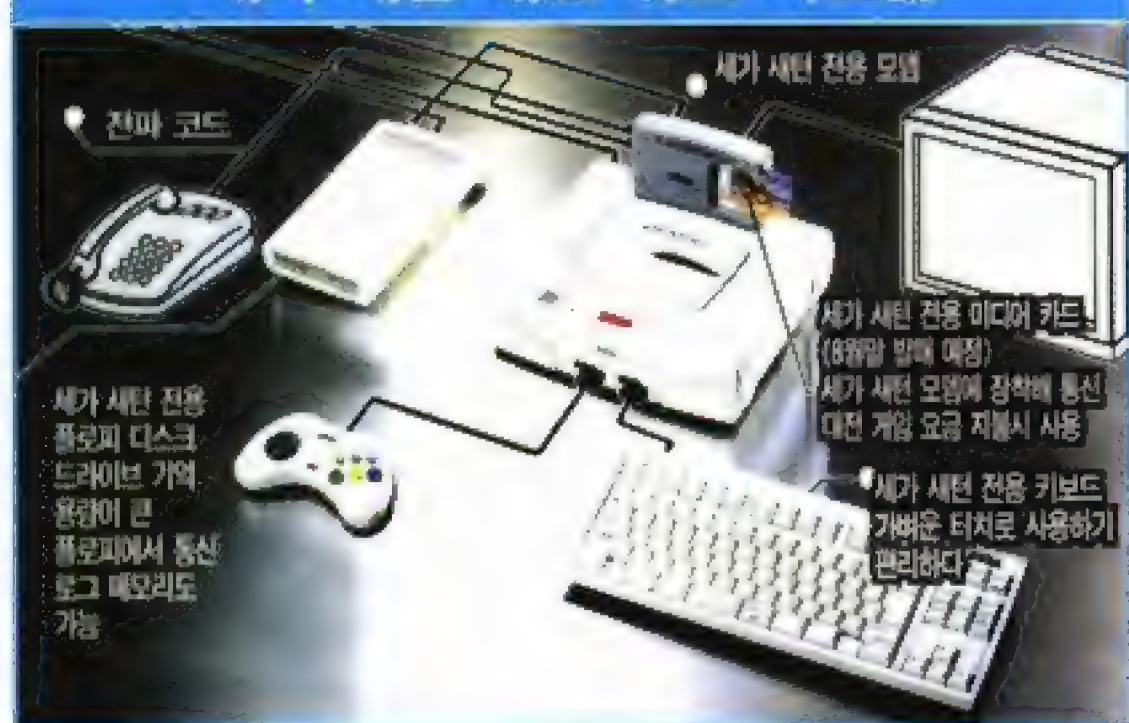 세가 새턴 전용 모뎀
전파 코드
세가 새턴 전용 미디어 카드
(8월말 발매 예정)
세가 새턴 모뎀에 장착해 통신
대전 게임 요금 지불시 사용
세가 새턴 전용
플로피 디스크
드라이브 기억
용량이 큰
플로피에서 통신
로그 메모리도
가능
세가 새턴 전용 키보드
가벼운 터치로 사용하기
편리하다